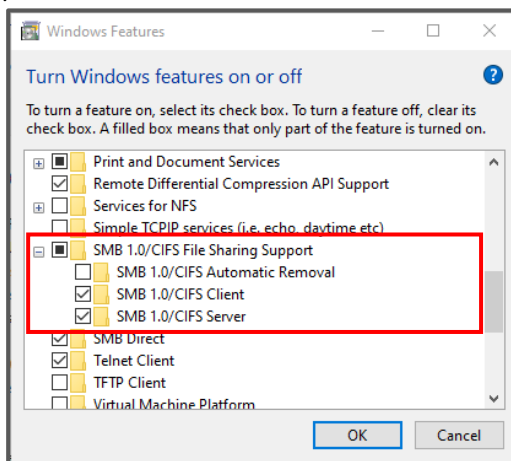 Windows Features
Turn Windows features on or off
To turn a feature on, select its check box. To turn a feature off, clear its
check box. A filled box means that only part of the feature is turned on.
Print and Document Services
Remote Differential Compression API Support
Services for NFS
Simple TCPIP services (i.e. echo, daytime etc)
SMB 1.0/CIFS File Sharing Support
SMB 1.0/CIFS Automatic Removal
SMB 1.0/CIFS Client
SMB 1.0/CIFS Server
SMB Direct
Telnet Client
TFTP Client
Virtual Machine Platform
OK Cancel